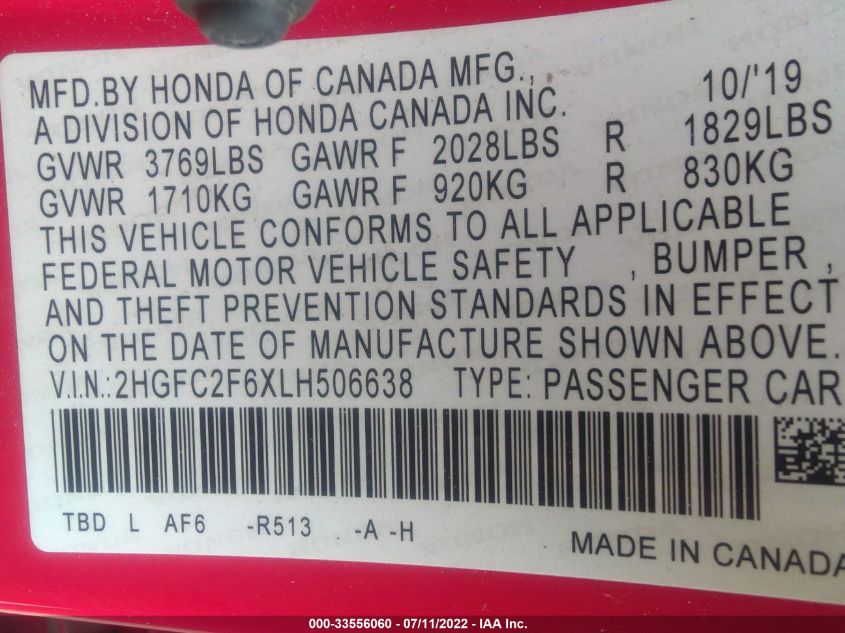 MFD.BY HONDA OF CANADA MFG., 10/'19
A DIVISION OF HONDA CANADA INC.
GVWR 3769LBS GAWR F 2028LBS R 1829LBS
GVWR 1710KG GAWR F 920KG R 830KG
THIS VEHICLE CONFORMS TO ALL APPLICABLE
FEDERAL MOTOR VEHICLE SAFETY , BUMPER ,
AND THEFT PREVENTION STANDARDS IN EFFECT
ON THE DATE OF MANUFACTURE SHOWN ABOVE.
V.I.N.:2HGFC2F6XLH506638 TYPE: PASSENGER CAR
TBD L AF6 -R513 -A -H
MADE IN CANADA
000-33556060 - 07/11/2022 - IAA Inc.